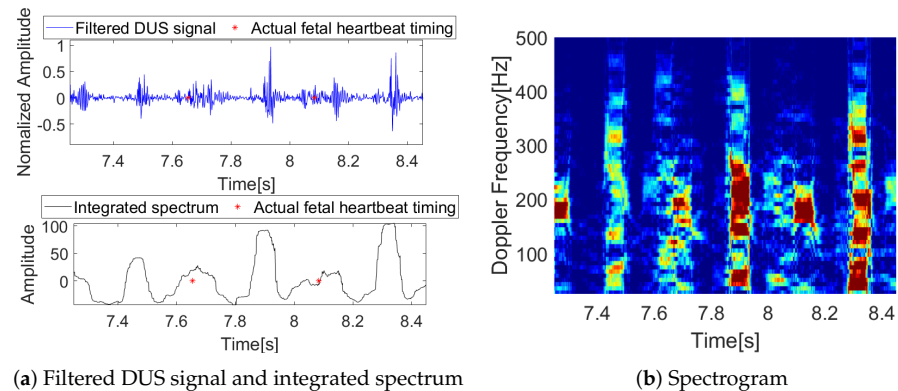 Filtered DUS signal * Actual fetal heartbeat timing
Nomalized Amplitude
1
0.5
0
-0.5
7.4 7.6 7.8 8 8.2 8.4
Time[s]
Integrated spectrum * Actual fetal heartbeat timing
Amplitude
100
50
0
7.4 7.6 7.8 8 8.2 8.4
Time[s]
(a) Filtered DUS signal and integrated spectrum
Doppler Frequency[Hz]
500
400
300
200
100
7.4 7.6 7.8 8 8.2 8.4
Time[s]
(b) Spectrogram